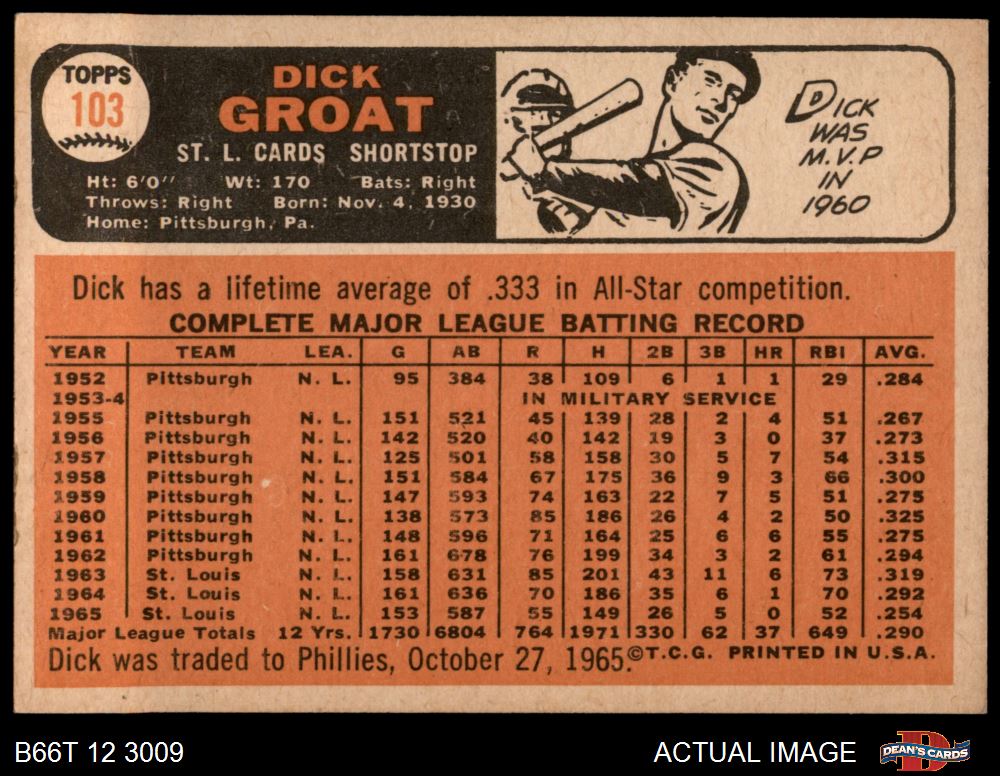 TOPPS
103
DICK
GROAT
ST. L. CARDS SHORTSTOP
Ht: 6'0" Wt: 170 Bats: Right
Throws: Right Born: Nov. 4, 1930
Home: Pittsburgh, Pa.
DICK
WAS
M.V.P
IN
1960
Dick has a lifetime average of .333 in All-Star competition.
COMPLETE MAJOR LEAGUE BATTING RECORD
YEAR TEAM LEA. G AB R H 2B 3B HR RBI AVG.
1952 Pittsburgh N. L. 95 384 38 109 6 1 1 29 .284
1953-4 IN MILITARY SERVICE
1955 Pittsburgh N. L. 151 521 45 139 28 2 4 51 .267
1956 Pittsburgh N. L. 142 520 40 142 19 3 0 37 .273
1957 Pittsburgh N. L. 125 501 58 158 30 5 7 54 .315
1958 Pittsburgh N. L. 151 584 67 175 36 9 3 66 .300
1959 Pittsburgh N. L. 147 593 74 163 22 7 5 51 .275
1960 Pittsburgh N. L. 138 573 85 186 26 4 2 50 .325
1961 Pittsburgh N. L. 148 596 71 164 25 6 6 55 .275
1962 Pittsburgh N. L. 161 678 76 199 34 3 2 61 .294
1963 St. Louis N. L. 158 631 85 201 43 11 6 73 .319
1964 St. Louis N. L. 161 636 70 186 35 6 1 70 .292
1965 St. Louis N. L. 153 587 55 149 26 5 0 52 .254
Major League Totals 12 Yrs. 1730 6804 764 1971 330 62 37 649 .290
Dick was traded to Phillies, October 27, 1965. ©T.C.G. PRINTED IN U.S.A.
B66T 12 3009
ACTUAL IMAGE
D
DEAN'S CARDS